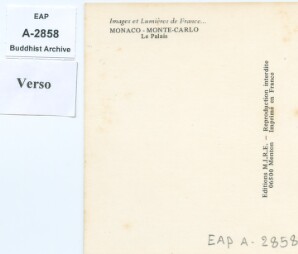 EAP
A-2858
Buddhist Archive
Verso
Images et Lumières de France...
MONACO - MONTE-CARLO
Le Palais
Editions M.I.R.E. — Reproduction interdite
06500 Menton Imprimé en France
EAP A-2858